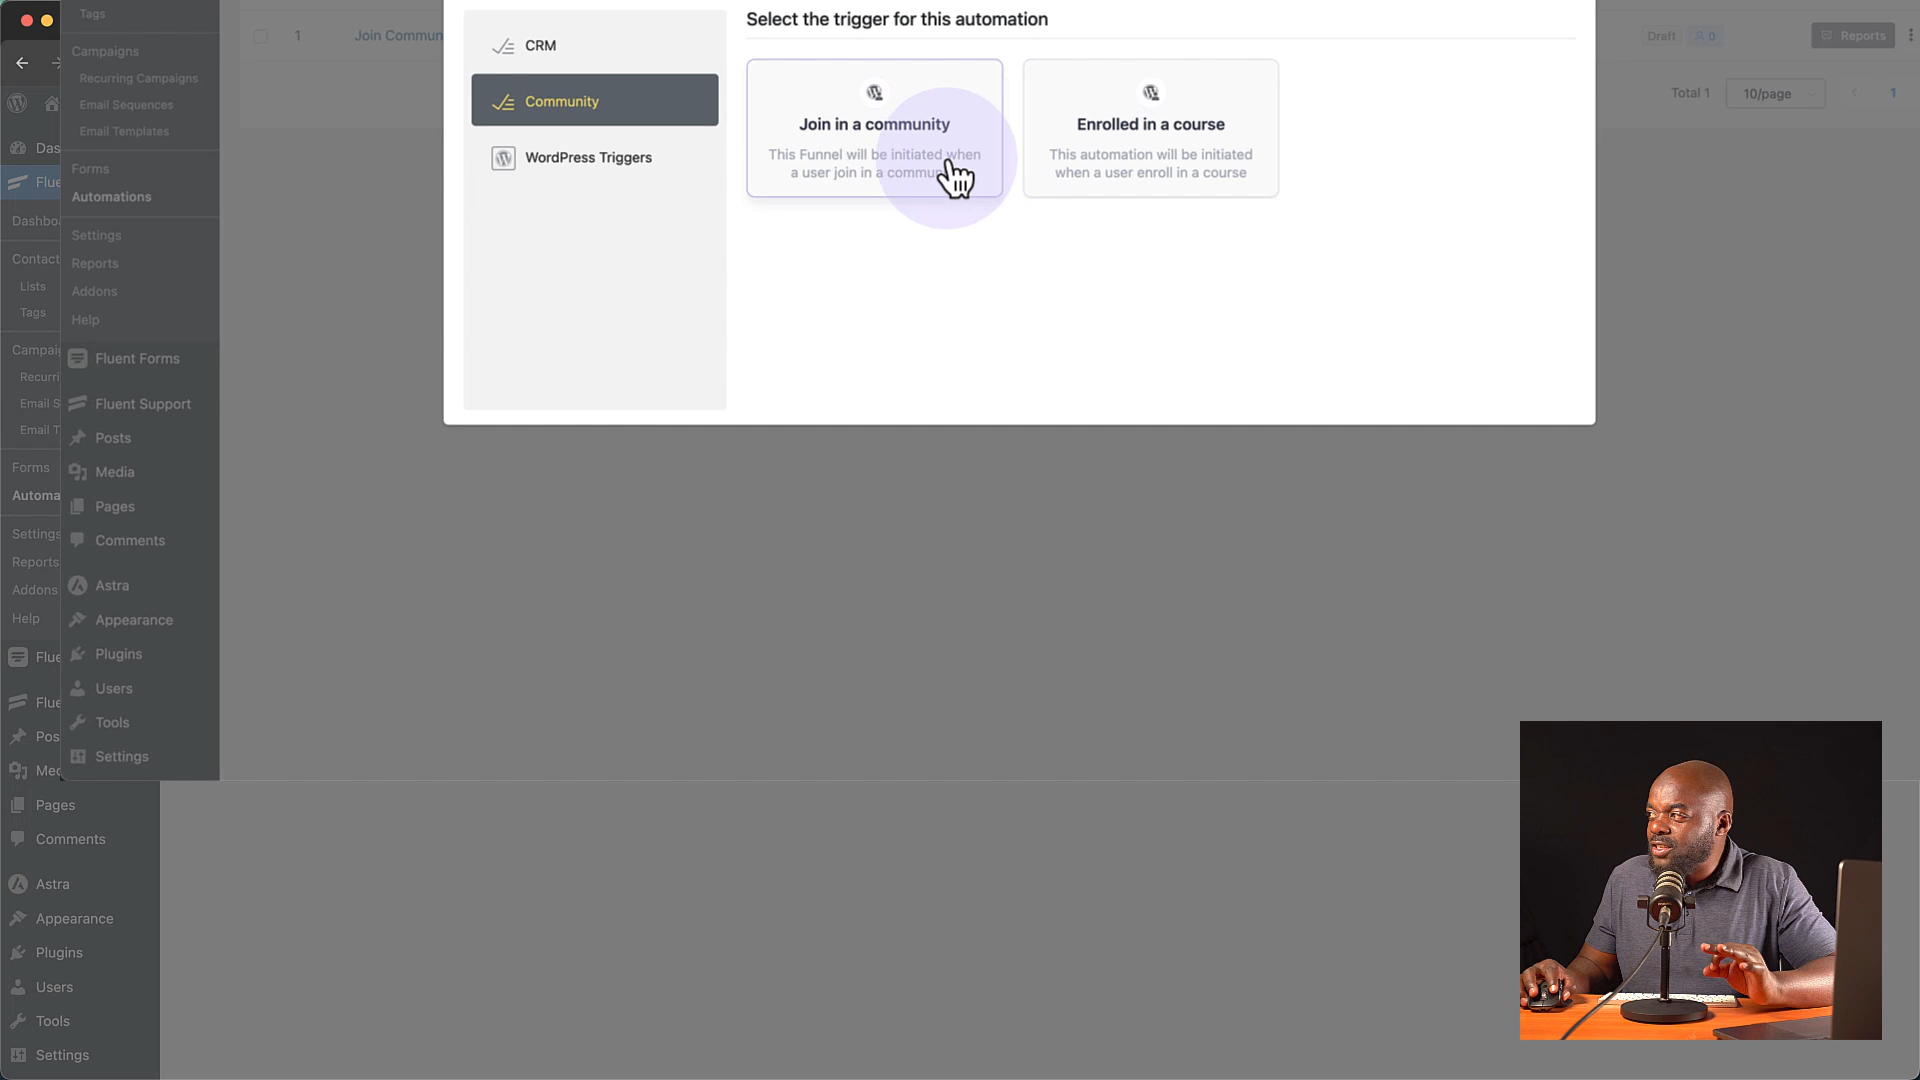 Tags
Campaigns
Recurring Campaigns
Email Sequences
Email Templates
Forms
Automations
Settings
Reports
Addons
Help
Fluent Forms
Fluent Support
Posts
Media
Pages
Comments
Astra
Appearance
Plugins
Users
Tools
Settings
Das
Flue
Dashbo
Contact
Lists
Tags
Campai
Recurri
Email S
Email T
Forms
Automa
Settings
Reports
Addons
Help
Flue
Flue
Pos
Med
Pages
Comments
Astra
Appearance
Plugins
Users
Tools
Settings
1
Join Commun
CRM
Community
WordPress Triggers
Select the trigger for this automation
Join in a community
This Funnel will be initiated when
a user join in a commu
Enrolled in a course
This automation will be initiated
when a user enroll in a course
Draft
0
Reports
Total 1
10/page
1